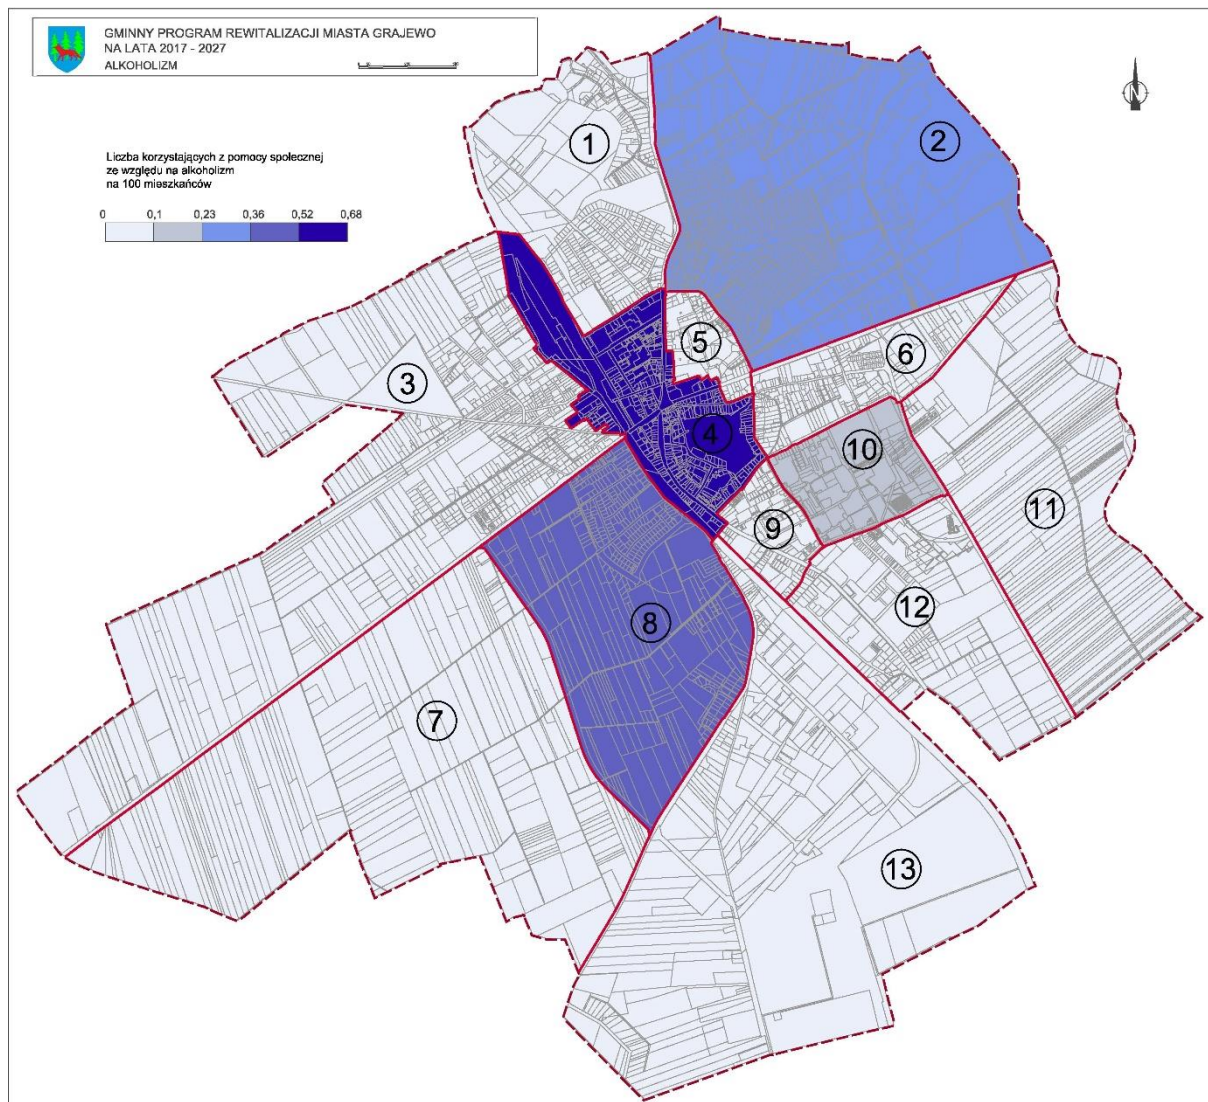 GMINNY PROGRAM REWITALIZACJI MIASTA GRAJEWO
NA LATA 2017 - 2027
ALKOHOLIZM
N
Liczba korzystających z pomocy społecznej
ze względu na alkoholizm
na 100 mieszkańców
0 0,1 0,23 0,36 0,52 0,68
1
2
3
4
5
6
7
8
9
10
11
12
13